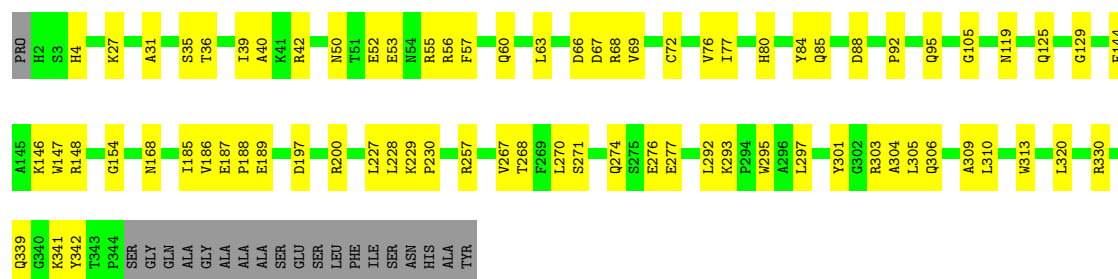 PRO H2 S3 H4 K27 A31 S35 T36 I39 A40 K41 R42 N50 T51 E52 E53 N54 R55 R56 F57 Q60 L63 D66 D67 R68 V69 C72 V76 I77 H80 Y84 Q85 D88 P92 Q95 G105 N119 Q125 G129 E144
A145 K146 W147 R148 G154 N168 I185 V186 E187 P188 E189 D197 R200 L227 L228 K229 P230 R257 V267 T268 F269 L270 S271 Q274 S275 E276 E277 L292 K293 P294 W295 A296 L297 Y301 G302 R303 A304 L305 Q306 A309 L310 W313 L320 R330
Q339 G340 K341 Y342 T343 P344 SER GLY GLN ALA GLY ALA ALA ALA SER GLU SER LEU PHE ILE SER ASN HIS ALA TYR